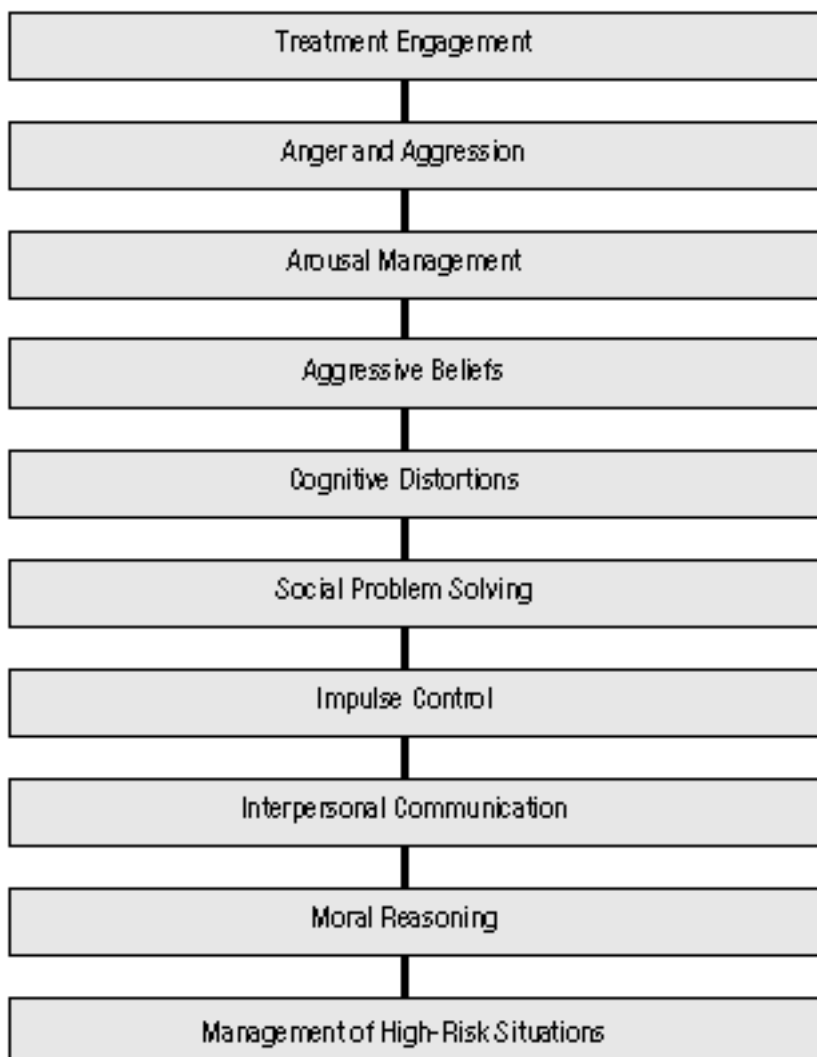 Treatment Engagement
Anger and Aggression
Arousal Management
Aggressive Beliefs
Cognitive Distortions
Social Problem Solving
Impulse Control
Interpersonal Communication
Moral Reasoning
Management of High-Risk Situations